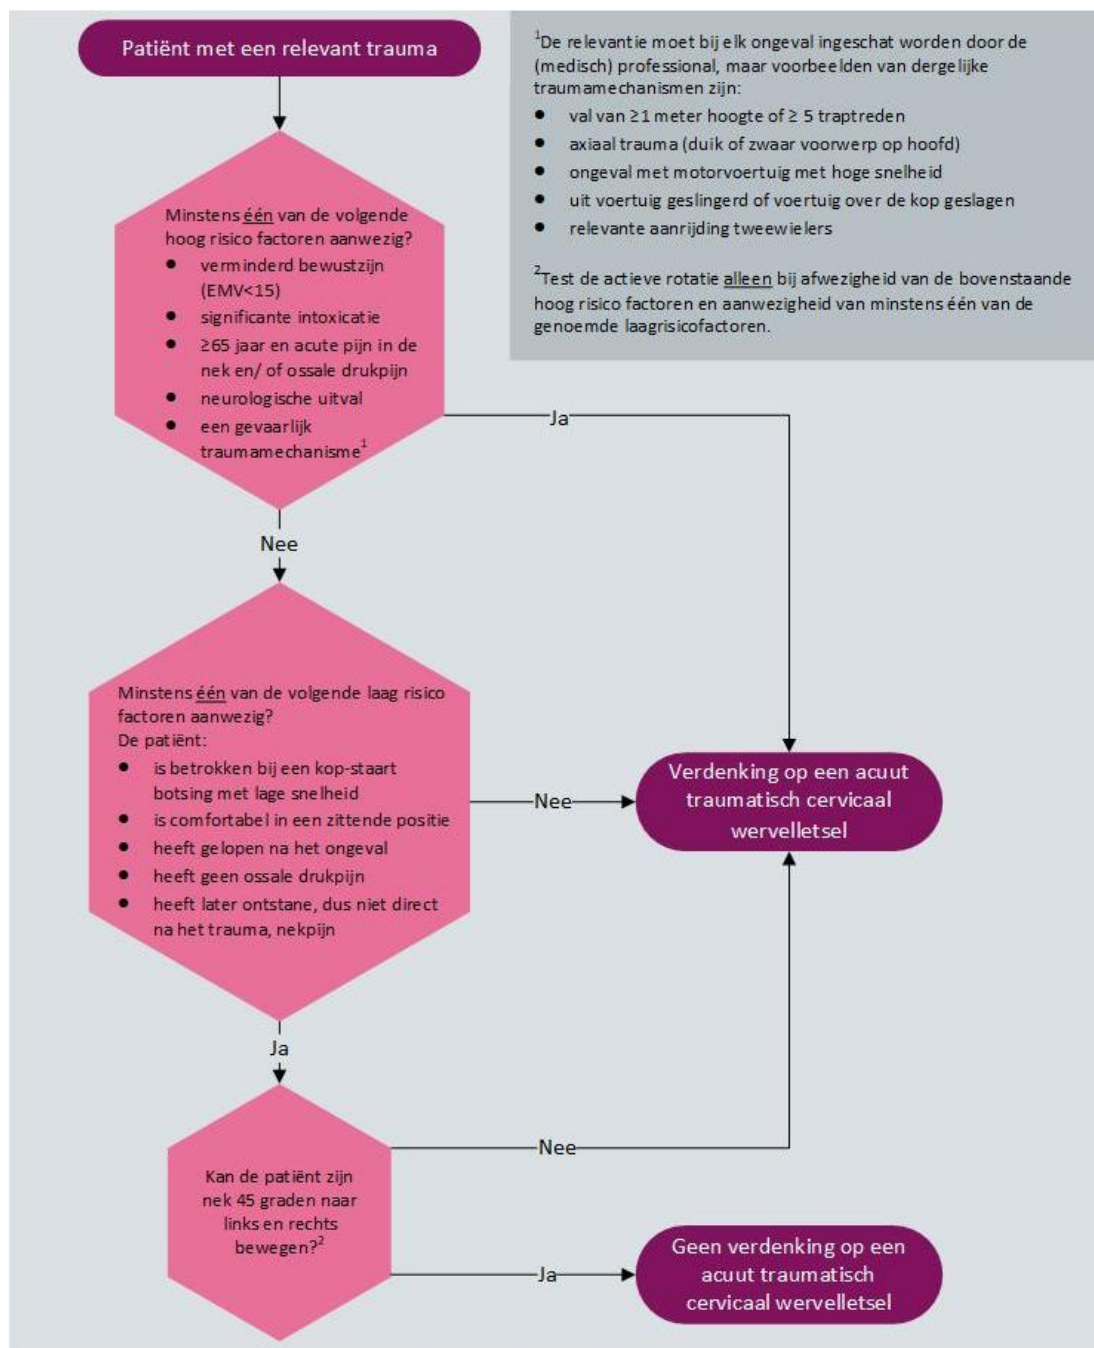 Patiënt met een relevant trauma
¹De relevantie moet bij elk ongeval ingeschat worden door de
(medisch) professional, maar voorbeelden van dergelijke
traumamechanismen zijn:
● val van ≥1 meter hoogte of ≥ 5 traptreden
● axiaal trauma (duik of zwaar voorwerp op hoofd)
● ongeval met motorvoertuig met hoge snelheid
● uit voertuig geslingerd of voertuig over de kop geslagen
● relevante aanrijding tweewielers
²Test de actieve rotatie alleen bij afwezigheid van de bovenstaande
hoog risico factoren en aanwezigheid van minstens één van de
genoemde laagrisicofactoren.
Minstens één van de volgende
hoog risico factoren aanwezig?
● verminderd bewustzijn
(EMV<15)
● significante intoxicatie
● ≥65 jaar en acute pijn in de
nek en/ of ossale drukpijn
● neurologische uitval
● een gevaarlijk
traumamechanisme¹
Ja
Nee
Minstens één van de volgende laag risico
factoren aanwezig?
De patiënt:
● is betrokken bij een kop-staart
botsing met lage snelheid
● is comfortabel in een zittende positie
● heeft gelopen na het ongeval
● heeft geen ossale drukpijn
● heeft later ontstane, dus niet direct
na het trauma, nekpijn
Nee
Verdenking op een acuut
traumatisch cervicaal
wervelletsel
Ja
Kan de patiënt zijn
nek 45 graden naar
links en rechts
bewegen?²
Nee
Ja
Geen verdenking op een
acuut traumatisch
cervicaal wervelletsel